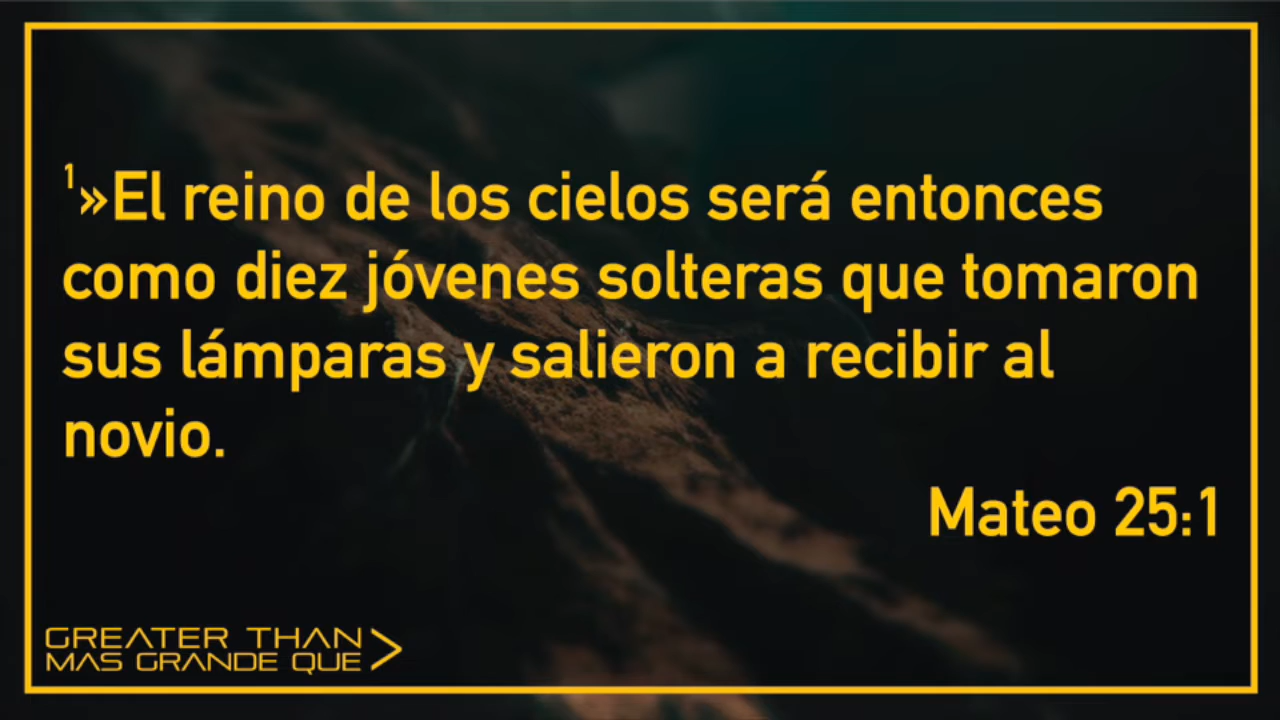 ¹»El reino de los cielos será entonces
como diez jóvenes solteras que tomaron
sus lámparas y salieron a recibir al
novio.
Mateo 25:1
GREATER THAN
MAS GRANDE QUE >